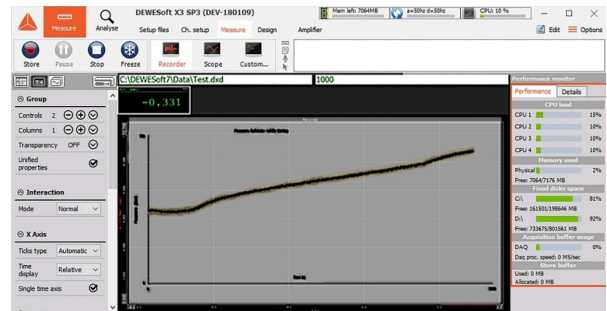 DEWESoft X3 SP3 (DEV-180109)
Mem left: 7064MB
a=50hz d=50hz
CPU: 10 %
Measure
Analyse
Setup files
Ch. setup
Measure
Design
Amplifier
Edit
Options
Store
Pause
Stop
Freeze
Recorder
Scope
Custom...
C:\DEWESoft7\Data\Test.dxd
1000
-0.331
Group
Controls 2
Columns 1
Transparency OFF
Unified properties
Interaction
Mode Normal
X Axis
Ticks type Automatic
Time display Relative
Single time axis
Performance monitor
Performance Details
CPU load
CPU 1 15%
CPU 2 10%
CPU 3 10%
CPU 4 10%
Memory used
Physical 2%
Free: 7064/7176 MB
Fixed disks space
C:\ 81%
Free: 161501/198646 MB
D:\ 92%
Free: 733675/801561 MB
Acquisition buffer usage
DAQ 0%
Daq proc. speed: 0 MS/sec
Store buffer
Used: 0 MB
Allocated: 0 MB